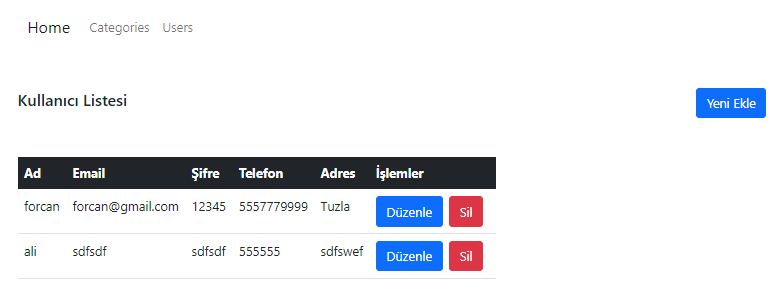 Home Categories Users
Kullanıcı Listesi Yeni Ekle
Ad Email Şifre Telefon Adres İşlemler
forcan forcan@gmail.com 12345 5557779999 Tuzla Düzenle Sil
ali sdfsdf sdfsdf 555555 sdfswef Düzenle Sil